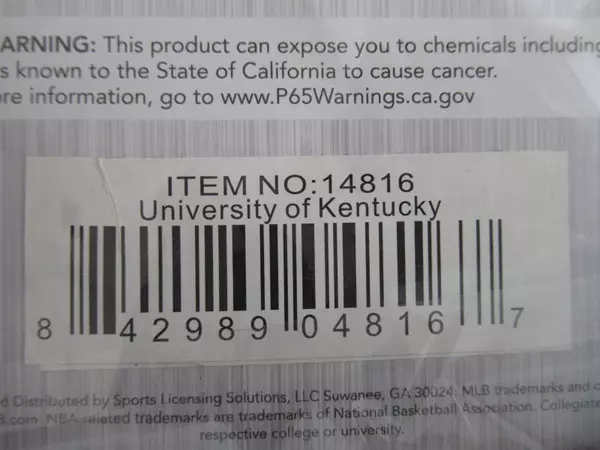 ARNING: This product can expose you to chemicals including
s known to the State of California to cause cancer.
re information, go to www.P65Warnings.ca.gov
ITEM NO:14816
University of Kentucky
8 42989 04816 7
d Distributed by Sports Licensing Solutions, LLC Suwanee, GA 30024. MLB trademarks and c
B.com NBA related trademarks are trademarks of National Basketball Association. Collegiate
respective college or university.